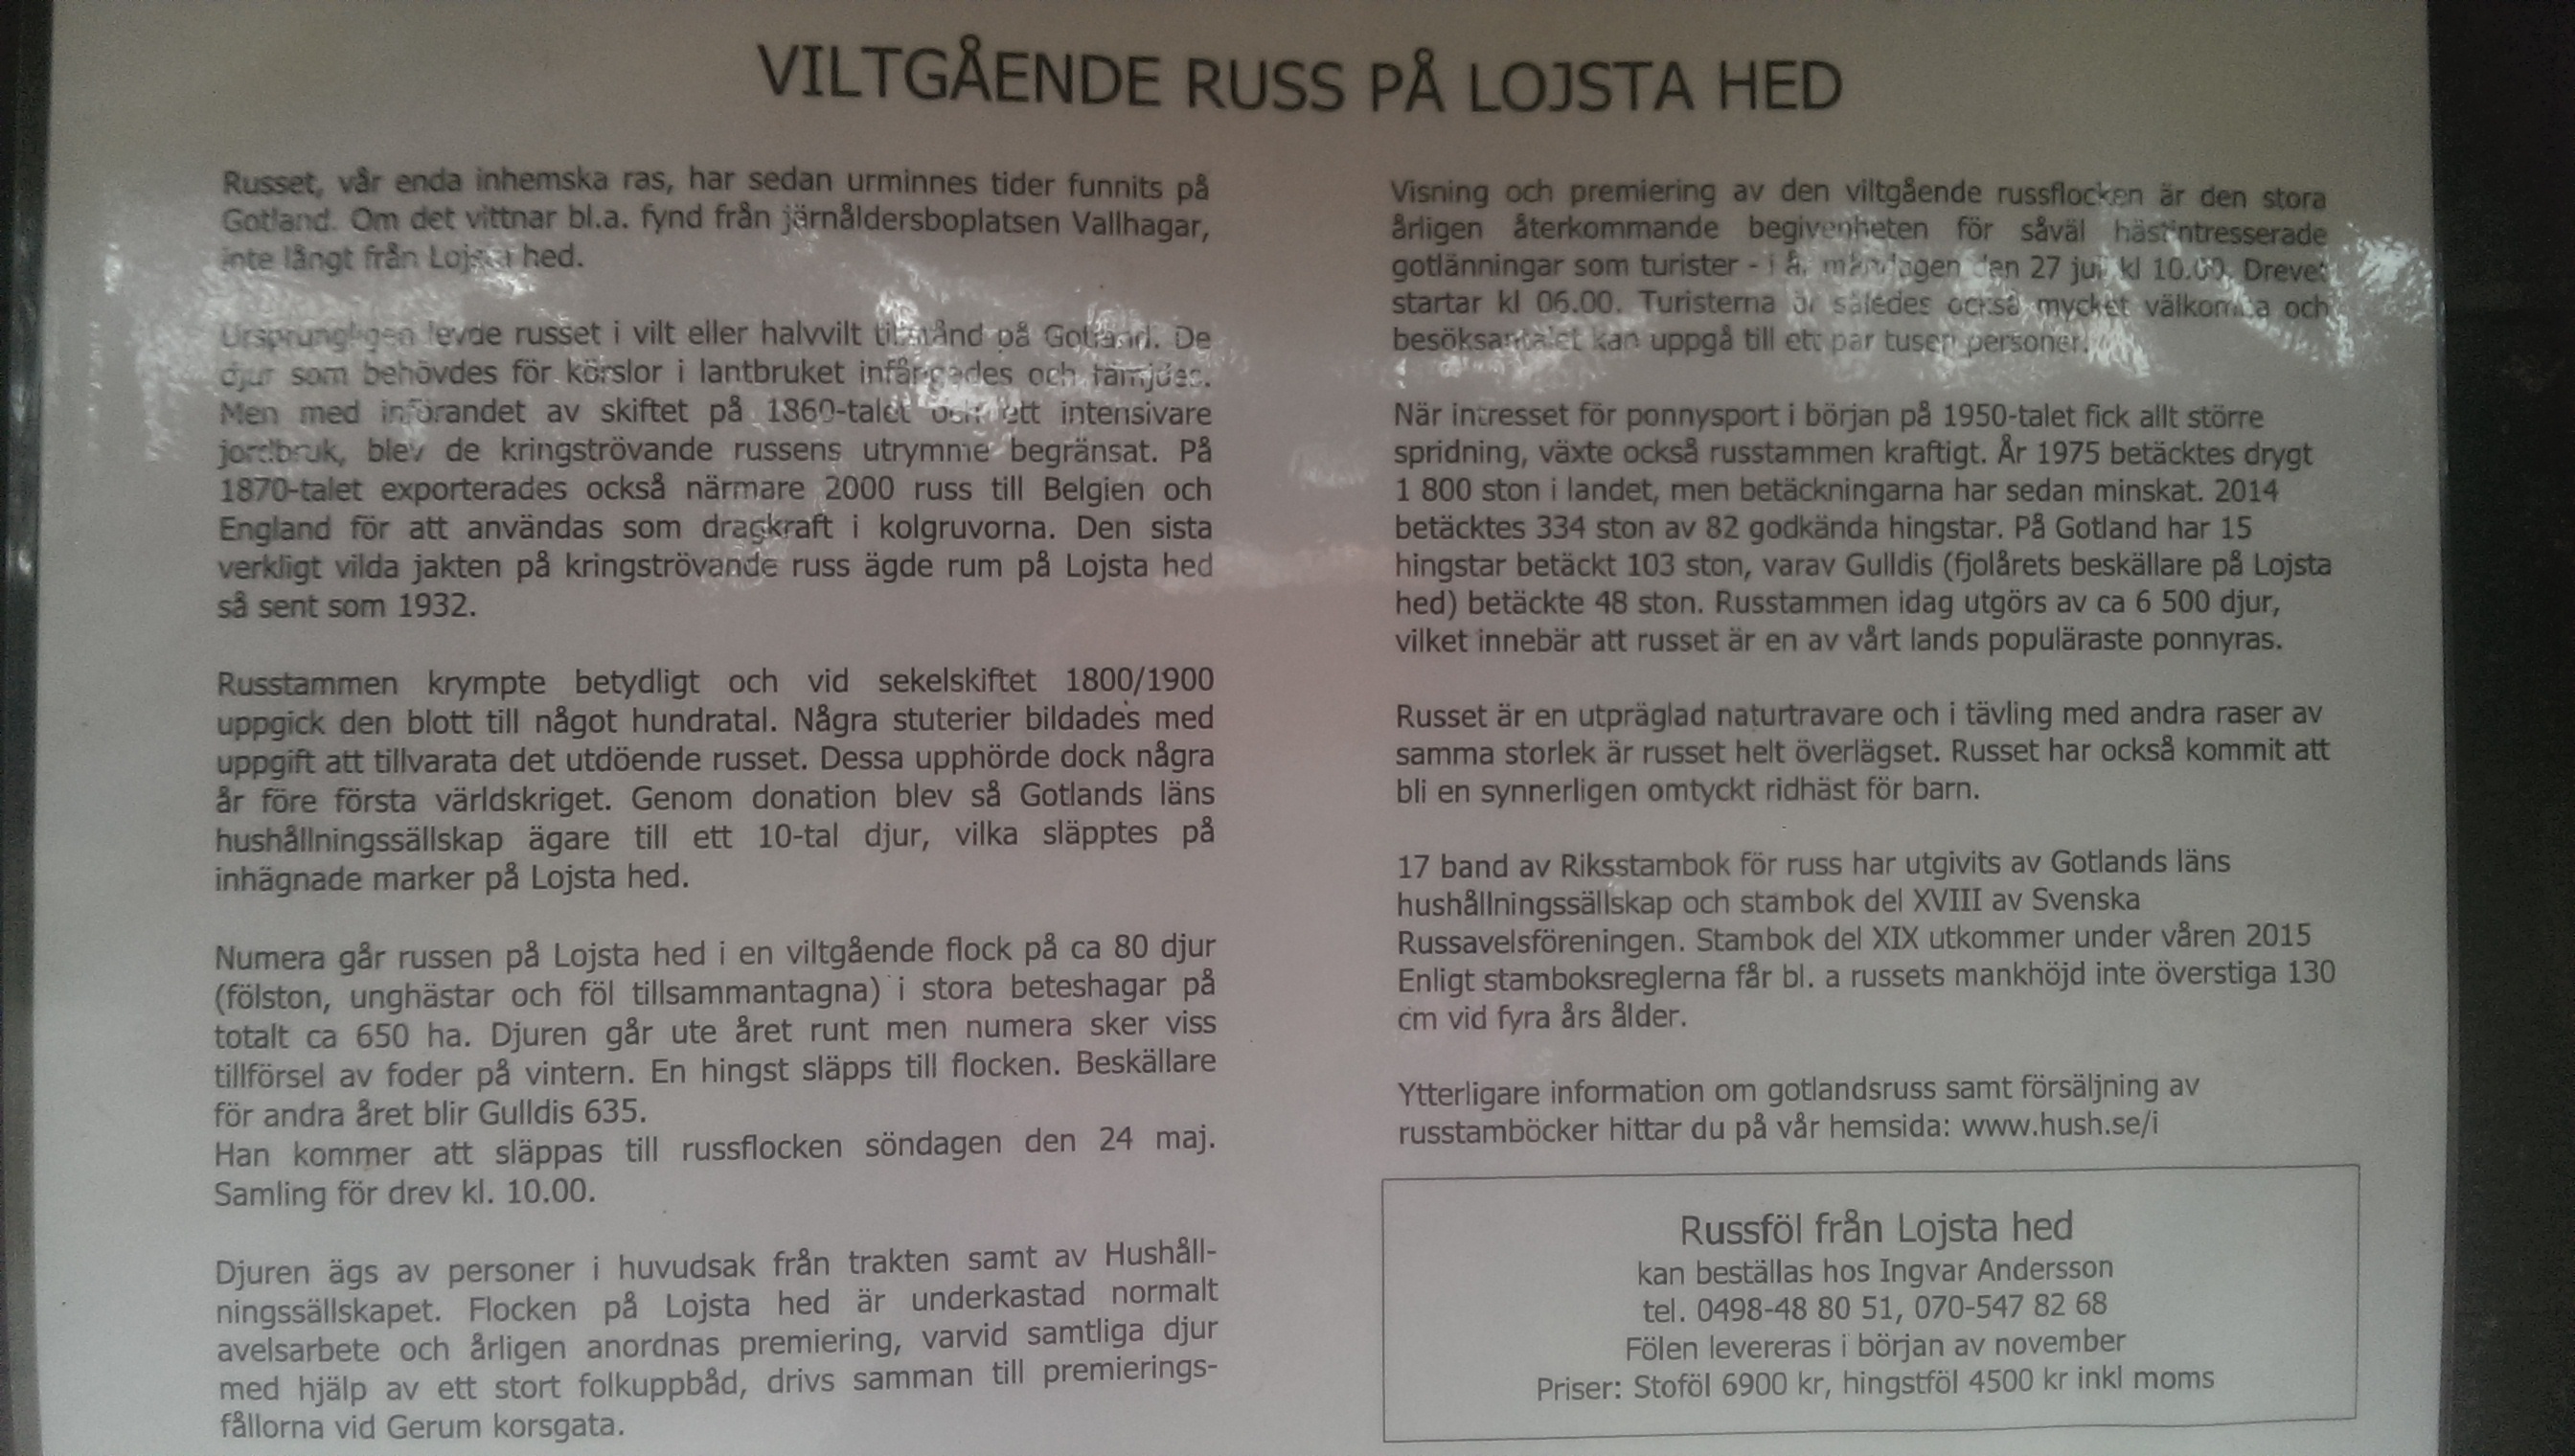 VILTGÅENDE RUSS PÅ LOJSTA HED
Russet, vår enda inhemska ras, har sedan urminnes tider funnits på
Gotland. Om det vittnar bl.a. fynd från järnåldersboplatsen Vallhagar,
inte långt från Lojsta hed.
Ursprungligen levde russet i vilt eller halvvilt tillstånd på Gotland. De
djur som behövdes för körslor i lantbruket infångades och tämjdes.
Men med införandet av skiftet på 1860-talet och ett intensivare
jordbruk, blev de kringströvande russens utrymme begränsat. På
1870-talet exporterades också närmare 2000 russ till Belgien och
England för att användas som dragkraft i kolgruvorna. Den sista
verkligt vilda jakten på kringströvande russ ägde rum på Lojsta hed
så sent som 1932.
Russtammen krympte betydligt och vid sekelskiftet 1800/1900
uppgick den blott till något hundratal. Några stuterier bildades med
uppgift att tillvarata det utdöende russet. Dessa upphörde dock några
år före första världskriget. Genom donation blev så Gotlands läns
hushållningssällskap ägare till ett 10-tal djur, vilka släpptes på
inhägnade marker på Lojsta hed.
Numera går russen på Lojsta hed i en viltgående flock på ca 80 djur
(fölston, unghästar och föl tillsammantagna) i stora beteshagar på
totalt ca 650 ha. Djuren går ute året runt men numera sker viss
tillförsel av foder på vintern. En hingst släpps till flocken. Beskällare
för andra året blir Gulldis 635.
Han kommer att släppas till russflocken söndagen den 24 maj.
Samling för drev kl. 10.00.
Djuren ägs av personer i huvudsak från trakten samt av Hushåll-
ningssällskapet. Flocken på Lojsta hed är underkastad normalt
avelsarbete och årligen anordnas premiering, varvid samtliga djur
med hjälp av ett stort folkuppbåd, drivs samman till premierings-
fållorna vid Gerum korsgata.
Visning och premiering av den viltgående russflocken är den stora
årligen återkommande begivenheten för såväl hästintresserade
gotlänningar som turister - i år måndagen den 27 juli kl 10.00. Drevet
startar kl 06.00. Turisterna är således också mycket välkomna och
besöksantalet kan uppgå till ett par tusen personer.
När intresset för ponnysport i början på 1950-talet fick allt större
spridning, växte också russtammen kraftigt. År 1975 betäcktes drygt
1 800 ston i landet, men betäckningarna har sedan minskat. 2014
betäcktes 334 ston av 82 godkända hingstar. På Gotland har 15
hingstar betäckt 103 ston, varav Gulldis (fjolårets beskällare på Lojsta
hed) betäckte 48 ston. Russtammen idag utgörs av ca 6 500 djur,
vilket innebär att russet är en av vårt lands populäraste ponnyras.
Russet är en utpräglad naturtravare och i tävling med andra raser av
samma storlek är russet helt överlägset. Russet har också kommit att
bli en synnerligen omtyckt ridhäst för barn.
17 band av Riksstambok för russ har utgivits av Gotlands läns
hushållningssällskap och stambok del XVIII av Svenska
Russavelsföreningen. Stambok del XIX utkommer under våren 2015
Enligt stamboksreglerna får bl. a russets mankhöjd inte överstiga 130
cm vid fyra års ålder.
Ytterligare information om gotlandsruss samt försäljning av
russtamböcker hittar du på vår hemsida: www.hush.se/i
Russföl från Lojsta hed
kan beställas hos Ingvar Andersson
tel. 0498-48 80 51, 070-547 82 68
Fölen levereras i början av november
Priser: Stoföl 6900 kr, hingstföl 4500 kr inkl moms